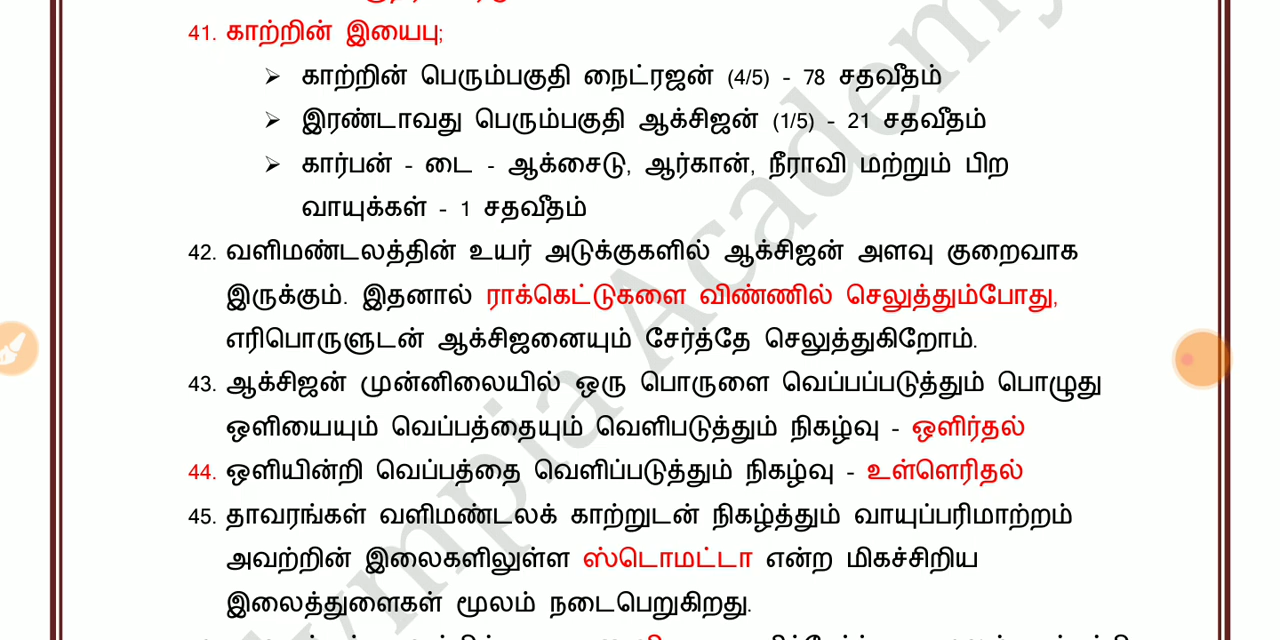 41. காற்றின் இயைபு;
➢ காற்றின் பெரும்பகுதி நைட்ரஜன் (4/5) - 78 சதவீதம்
➢ இரண்டாவது பெரும்பகுதி ஆக்சிஜன் (1/5) - 21 சதவீதம்
➢ கார்பன் - டை - ஆக்சைடு, ஆர்கான், நீராவி மற்றும் பிற
வாயுக்கள் - 1 சதவீதம்
42. வளிமண்டலத்தின் உயர் அடுக்குகளில் ஆக்சிஜன் அளவு குறைவாக
இருக்கும். இதனால் ராக்கெட்டுகளை விண்ணில் செலுத்தும்போது,
எரிபொருளுடன் ஆக்சிஜனையும் சேர்த்தே செலுத்துகிறோம்.
43. ஆக்சிஜன் முன்னிலையில் ஒரு பொருளை வெப்பப்படுத்தும் பொழுது
ஒளியையும் வெப்பத்தையும் வெளிபடுத்தும் நிகழ்வு - ஒளிர்தல்
44. ஒளியின்றி வெப்பத்தை வெளிப்படுத்தும் நிகழ்வு - உள்ளெரிதல்
45. தாவரங்கள் வளிமண்டலக் காற்றுடன் நிகழ்த்தும் வாயுப்பரிமாற்றம்
அவற்றின் இலைகளிலுள்ள ஸ்டொமட்டா என்ற மிகச்சிறிய
இலைத்துளைகள் மூலம் நடைபெறுகிறது.
Academy